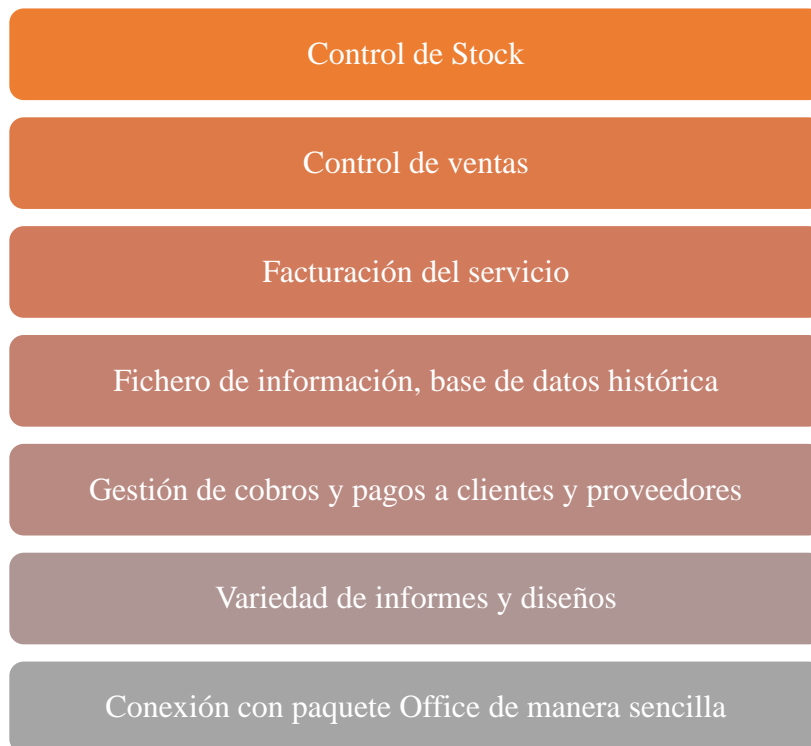 Control de Stock
Control de ventas
Facturación del servicio
Fichero de información, base de datos histórica
Gestión de cobros y pagos a clientes y proveedores
Variedad de informes y diseños
Conexión con paquete Office de manera sencilla